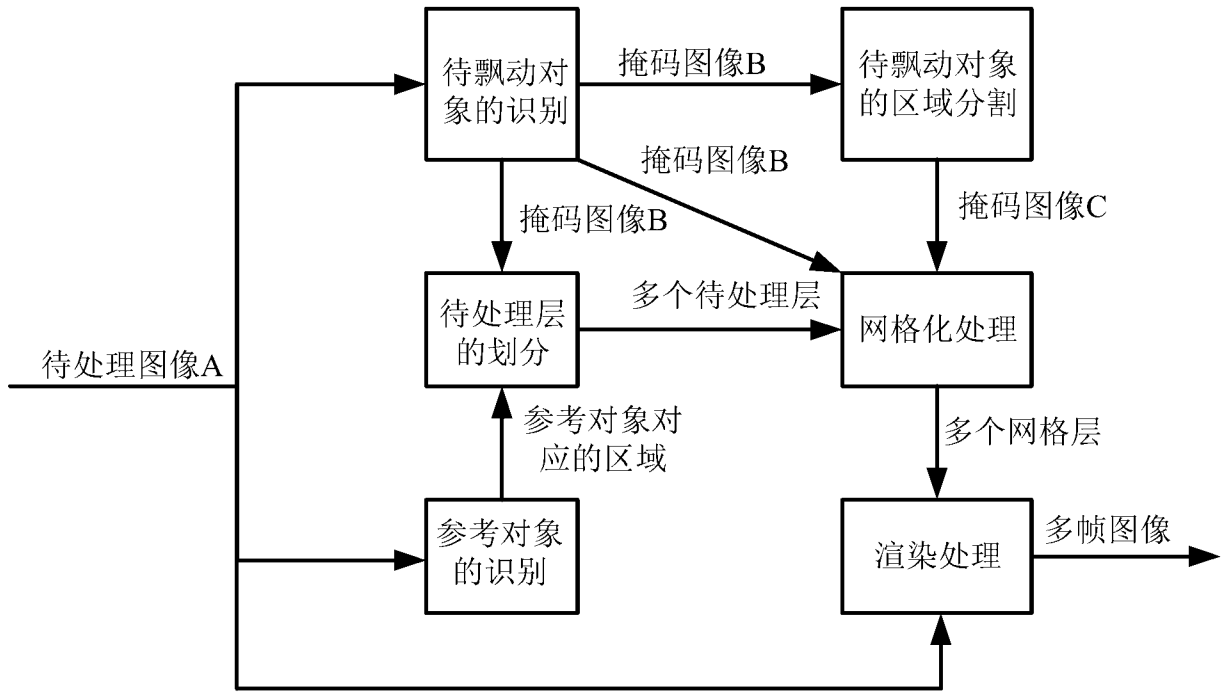 待飘动对
象的识别
掩码图像B
待飘动对象
的区域分割
掩码图像B
掩码图像B
掩码图像C
待处理层
的划分
多个待处理层
网格化处理
待处理图像A
参考对象对
应的区域
多个网格层
参考对象
的识别
渲染处理
多帧图像